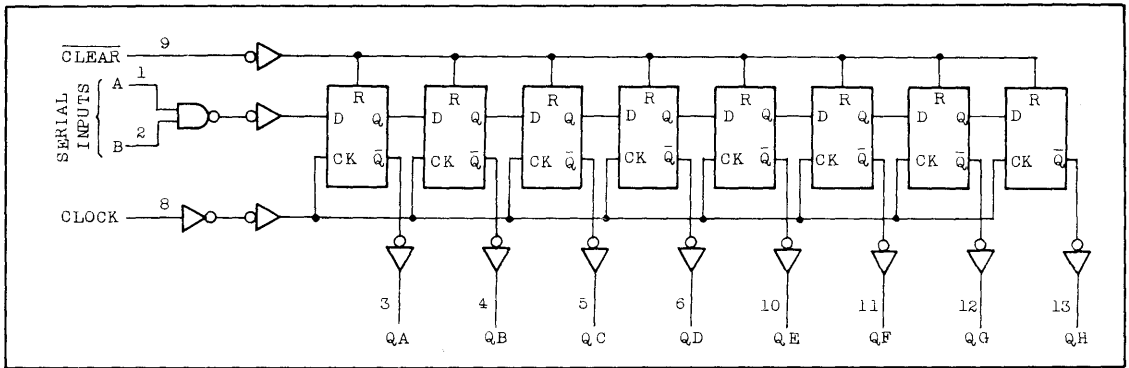 CLEAR 9
R R R R R R R R
SERIAL INPUTS
A 1
B 2
D Q D Q D Q D Q D Q D Q D Q D
CK Q̅ CK Q̅ CK Q̅ CK Q̅ CK Q̅ CK Q̅ CK Q̅ CK Q̅
CLOCK 8
3 4 5 6 10 11 12 13
QA QB QC QD QE QF QG QH